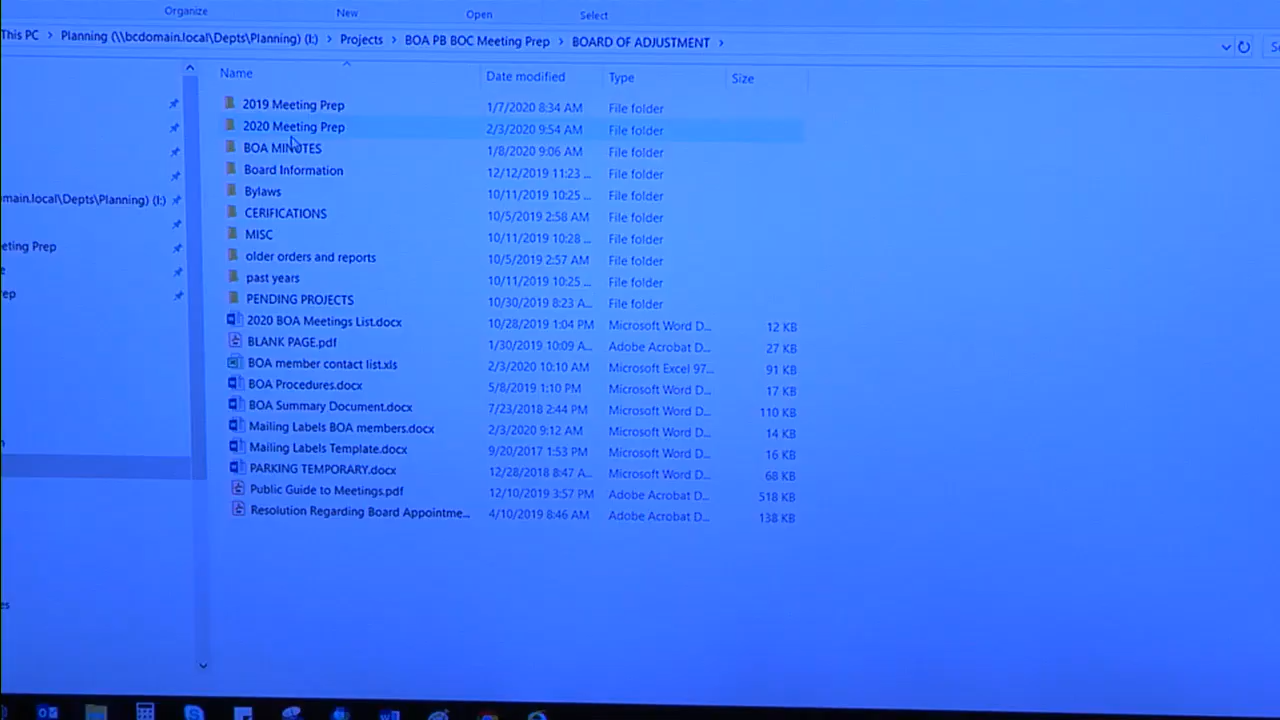 Organize New Open Select
This PC > Planning (\\bcdomain.local\Depts\Planning) (I:) > Projects > BOA PB BOC Meeting Prep > BOARD OF ADJUSTMENT >
Name Date modified Type Size
2019 Meeting Prep 1/7/2020 8:34 AM File folder
2020 Meeting Prep 2/3/2020 9:54 AM File folder
BOA MINUTES 1/8/2020 9:06 AM File folder
Board Information 12/12/2019 11:23 ... File folder
main.local\Depts\Planning) (I:) Bylaws 10/11/2019 10:25 ... File folder
CERIFICATIONS 10/5/2019 2:58 AM File folder
eting Prep MISC 10/11/2019 10:28 ... File folder
older orders and reports 10/5/2019 2:57 AM File folder
past years 10/11/2019 10:25 ... File folder
ep PENDING PROJECTS 10/30/2019 8:23 A... File folder
2020 BOA Meetings List.docx 10/28/2019 1:04 PM Microsoft Word D... 12 KB
BLANK PAGE.pdf 1/30/2019 10:09 A... Adobe Acrobat D... 27 KB
BOA member contact list.xls 2/3/2020 10:10 AM Microsoft Excel 97... 91 KB
BOA Procedures.docx 5/8/2019 1:10 PM Microsoft Word D... 17 KB
BOA Summary Document.docx 7/23/2018 2:44 PM Microsoft Word D... 110 KB
Mailing Labels BOA members.docx 2/3/2020 9:12 AM Microsoft Word D... 14 KB
Mailing Labels Template.docx 9/20/2017 1:53 PM Microsoft Word D... 16 KB
PARKING TEMPORARY.docx 12/28/2018 8:47 A... Microsoft Word D... 68 KB
Public Guide to Meetings.pdf 12/10/2019 3:57 PM Adobe Acrobat D... 518 KB
Resolution Regarding Board Appointme... 4/10/2019 8:46 AM Adobe Acrobat D... 138 KB
es